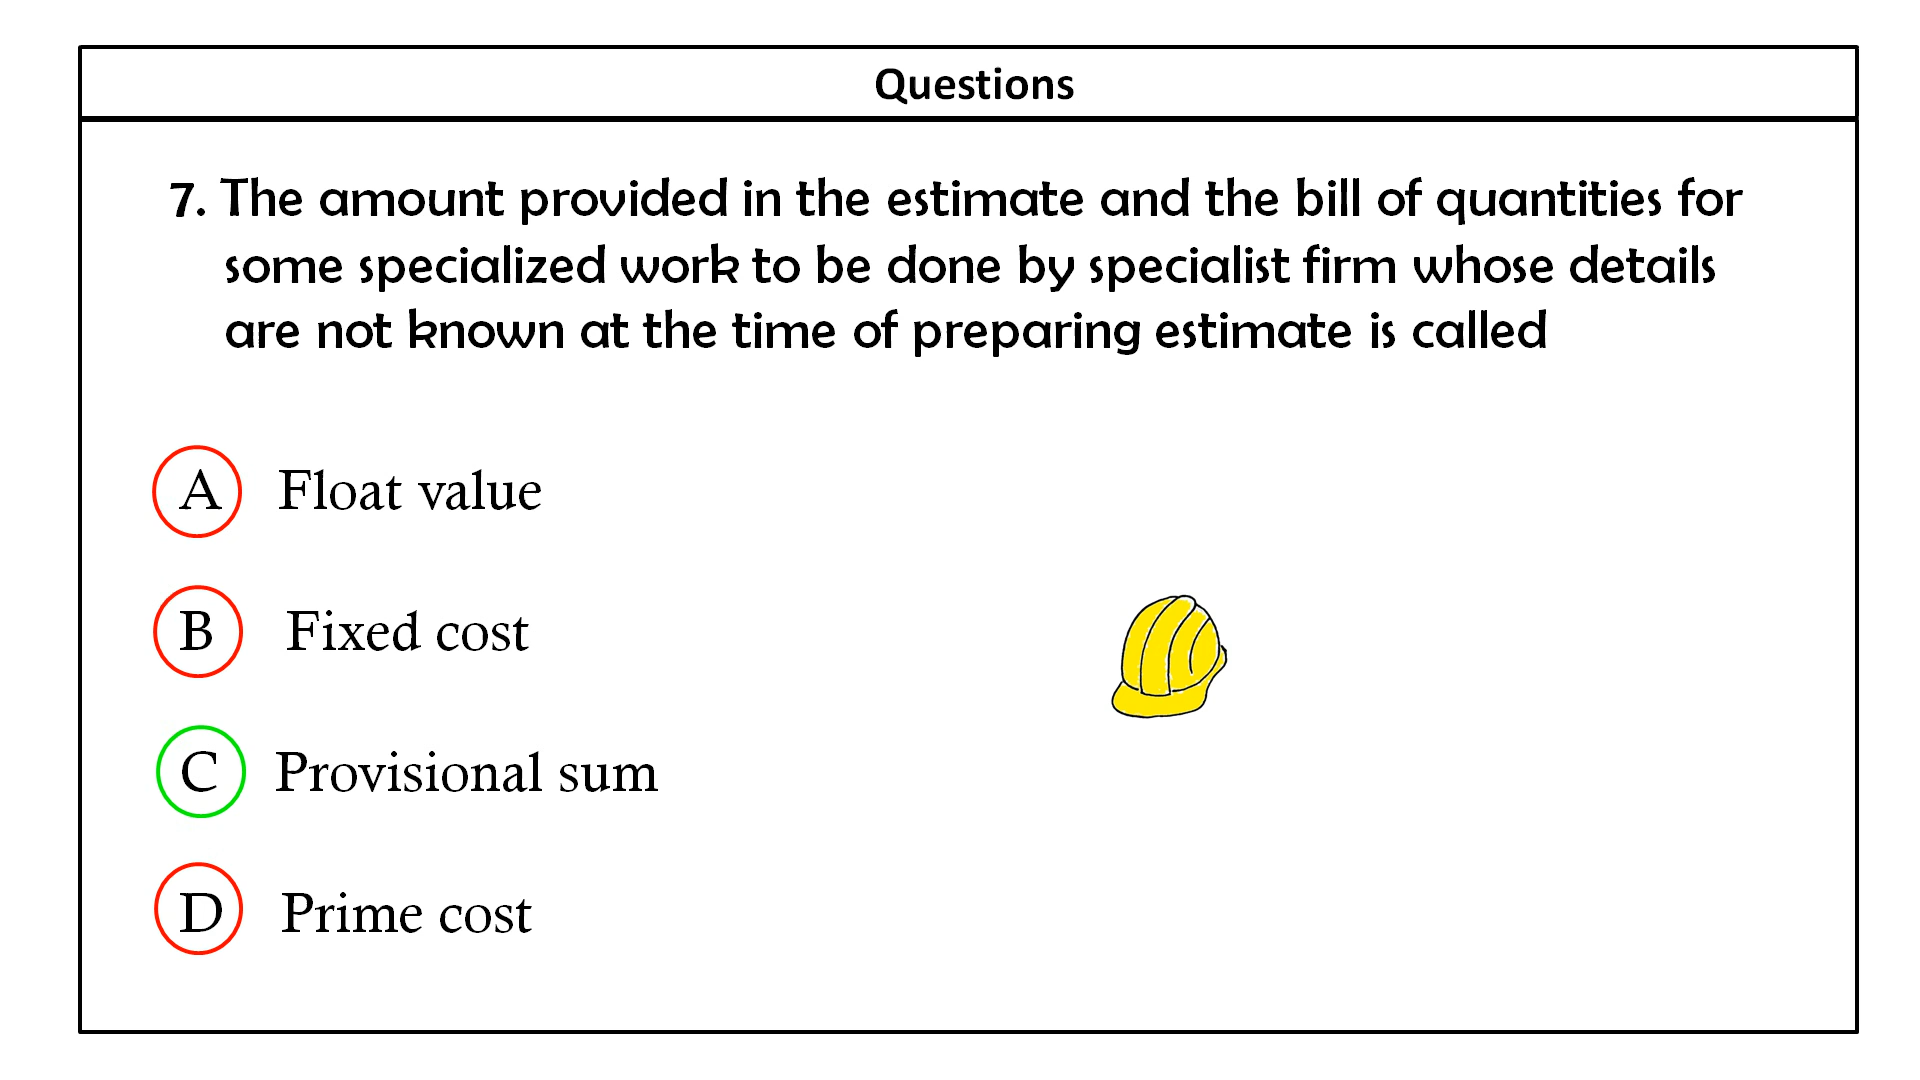 Questions
7. The amount provided in the estimate and the bill of quantities for
some specialized work to be done by specialist firm whose details
are not known at the time of preparing estimate is called
A Float value
B Fixed cost
C Provisional sum
D Prime cost